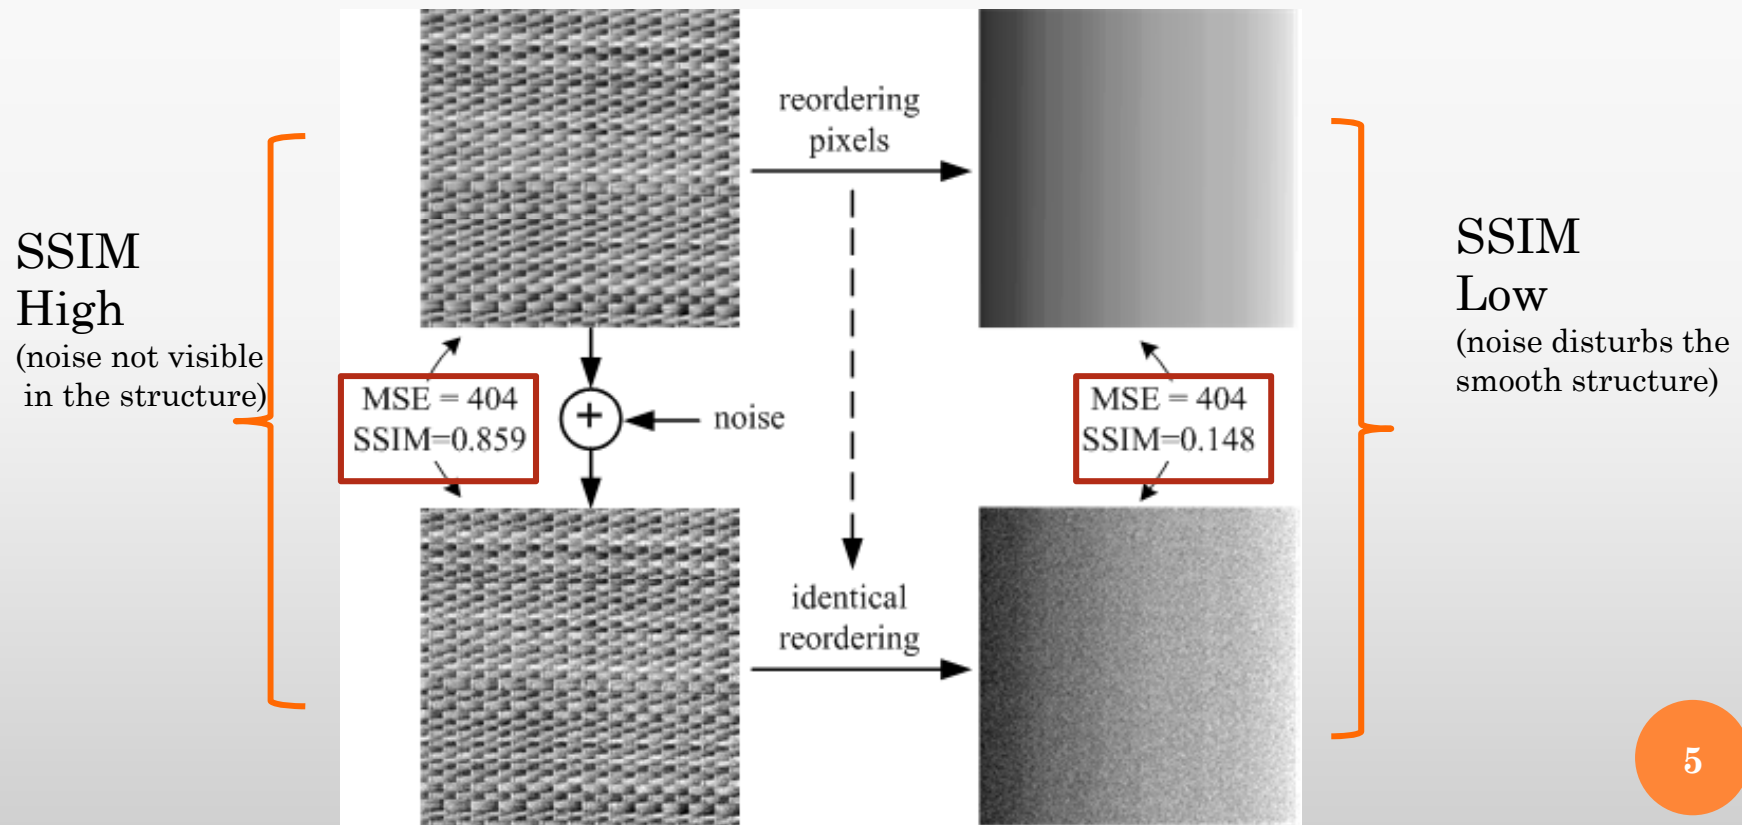 SSIM
High
(noise not visible
in the structure)
reordering
pixels
MSE = 404
SSIM=0.859
+
noise
MSE = 404
SSIM=0.148
identical
reordering
SSIM
Low
(noise disturbs the
smooth structure)
5